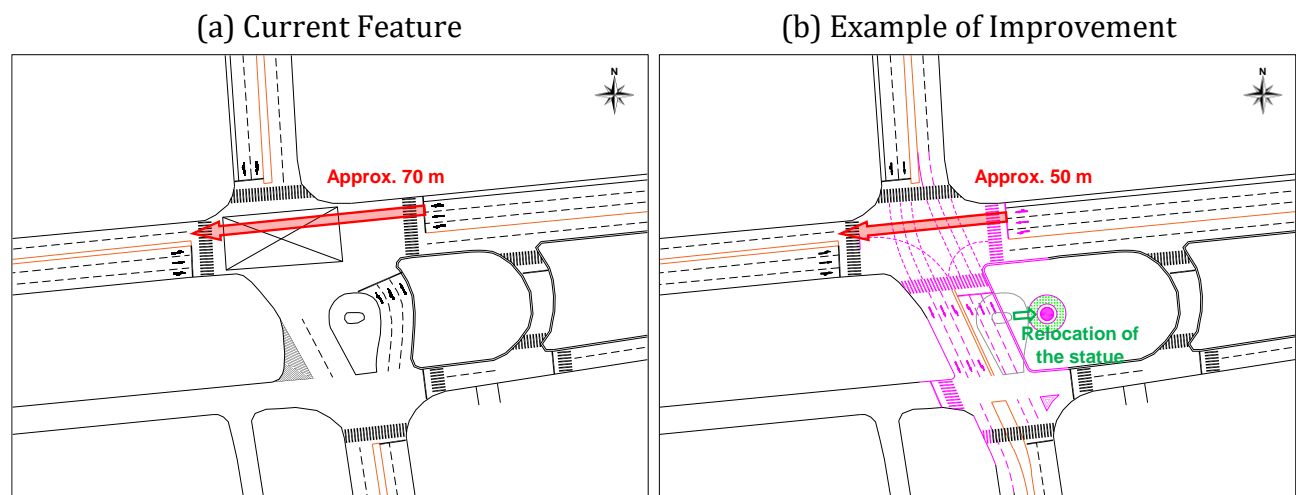 (a) Current Feature
(b) Example of Improvement
N
Approx. 70 m
N
Approx. 50 m
Relocation of
the statue